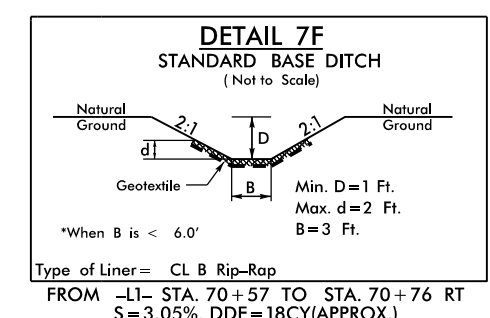 DETAIL 7F
STANDARD BASE DITCH
( Not to Scale)
Natural
Ground
2:1
D
2:1
Natural
Ground
d
Geotextile
B
Min. D=1 Ft.
Max. d=2 Ft.
B=3 Ft.
*When B is < 6.0'
Type of Liner= CL B Rip-Rap
FROM -L1- STA. 70+57 TO STA. 70+76 RT
S=3.05%, DDE=18CY(APPROX.)